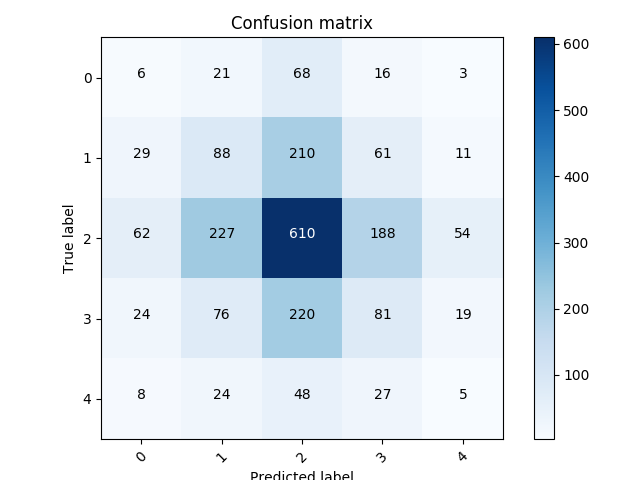 Confusion matrix
0 6 21 68 16 3
1 29 88 210 61 11
2 62 227 610 188 54
3 24 76 220 81 19
4 8 24 48 27 5
0 1 2 3 4
True label
Predicted label
600
500
400
300
200
100